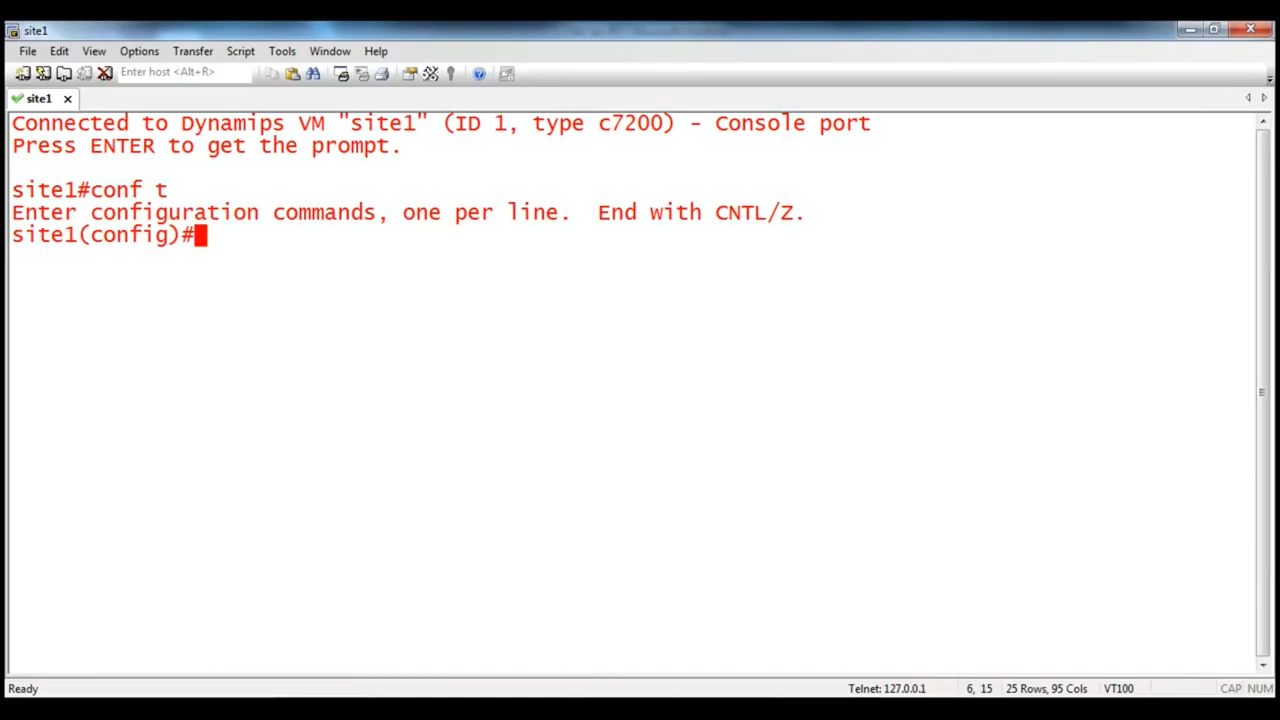 site1
File Edit View Options Transfer Script Tools Window Help
Enter host <Alt+R>
site1
Connected to Dynamips VM "site1" (ID 1, type c7200) - Console port
Press ENTER to get the prompt.
site1#conf t
Enter configuration commands, one per line.  End with CNTL/Z.
site1(config)#
Ready Telnet: 127.0.0.1 6, 15 25 Rows, 95 Cols VT100 CAP NUM